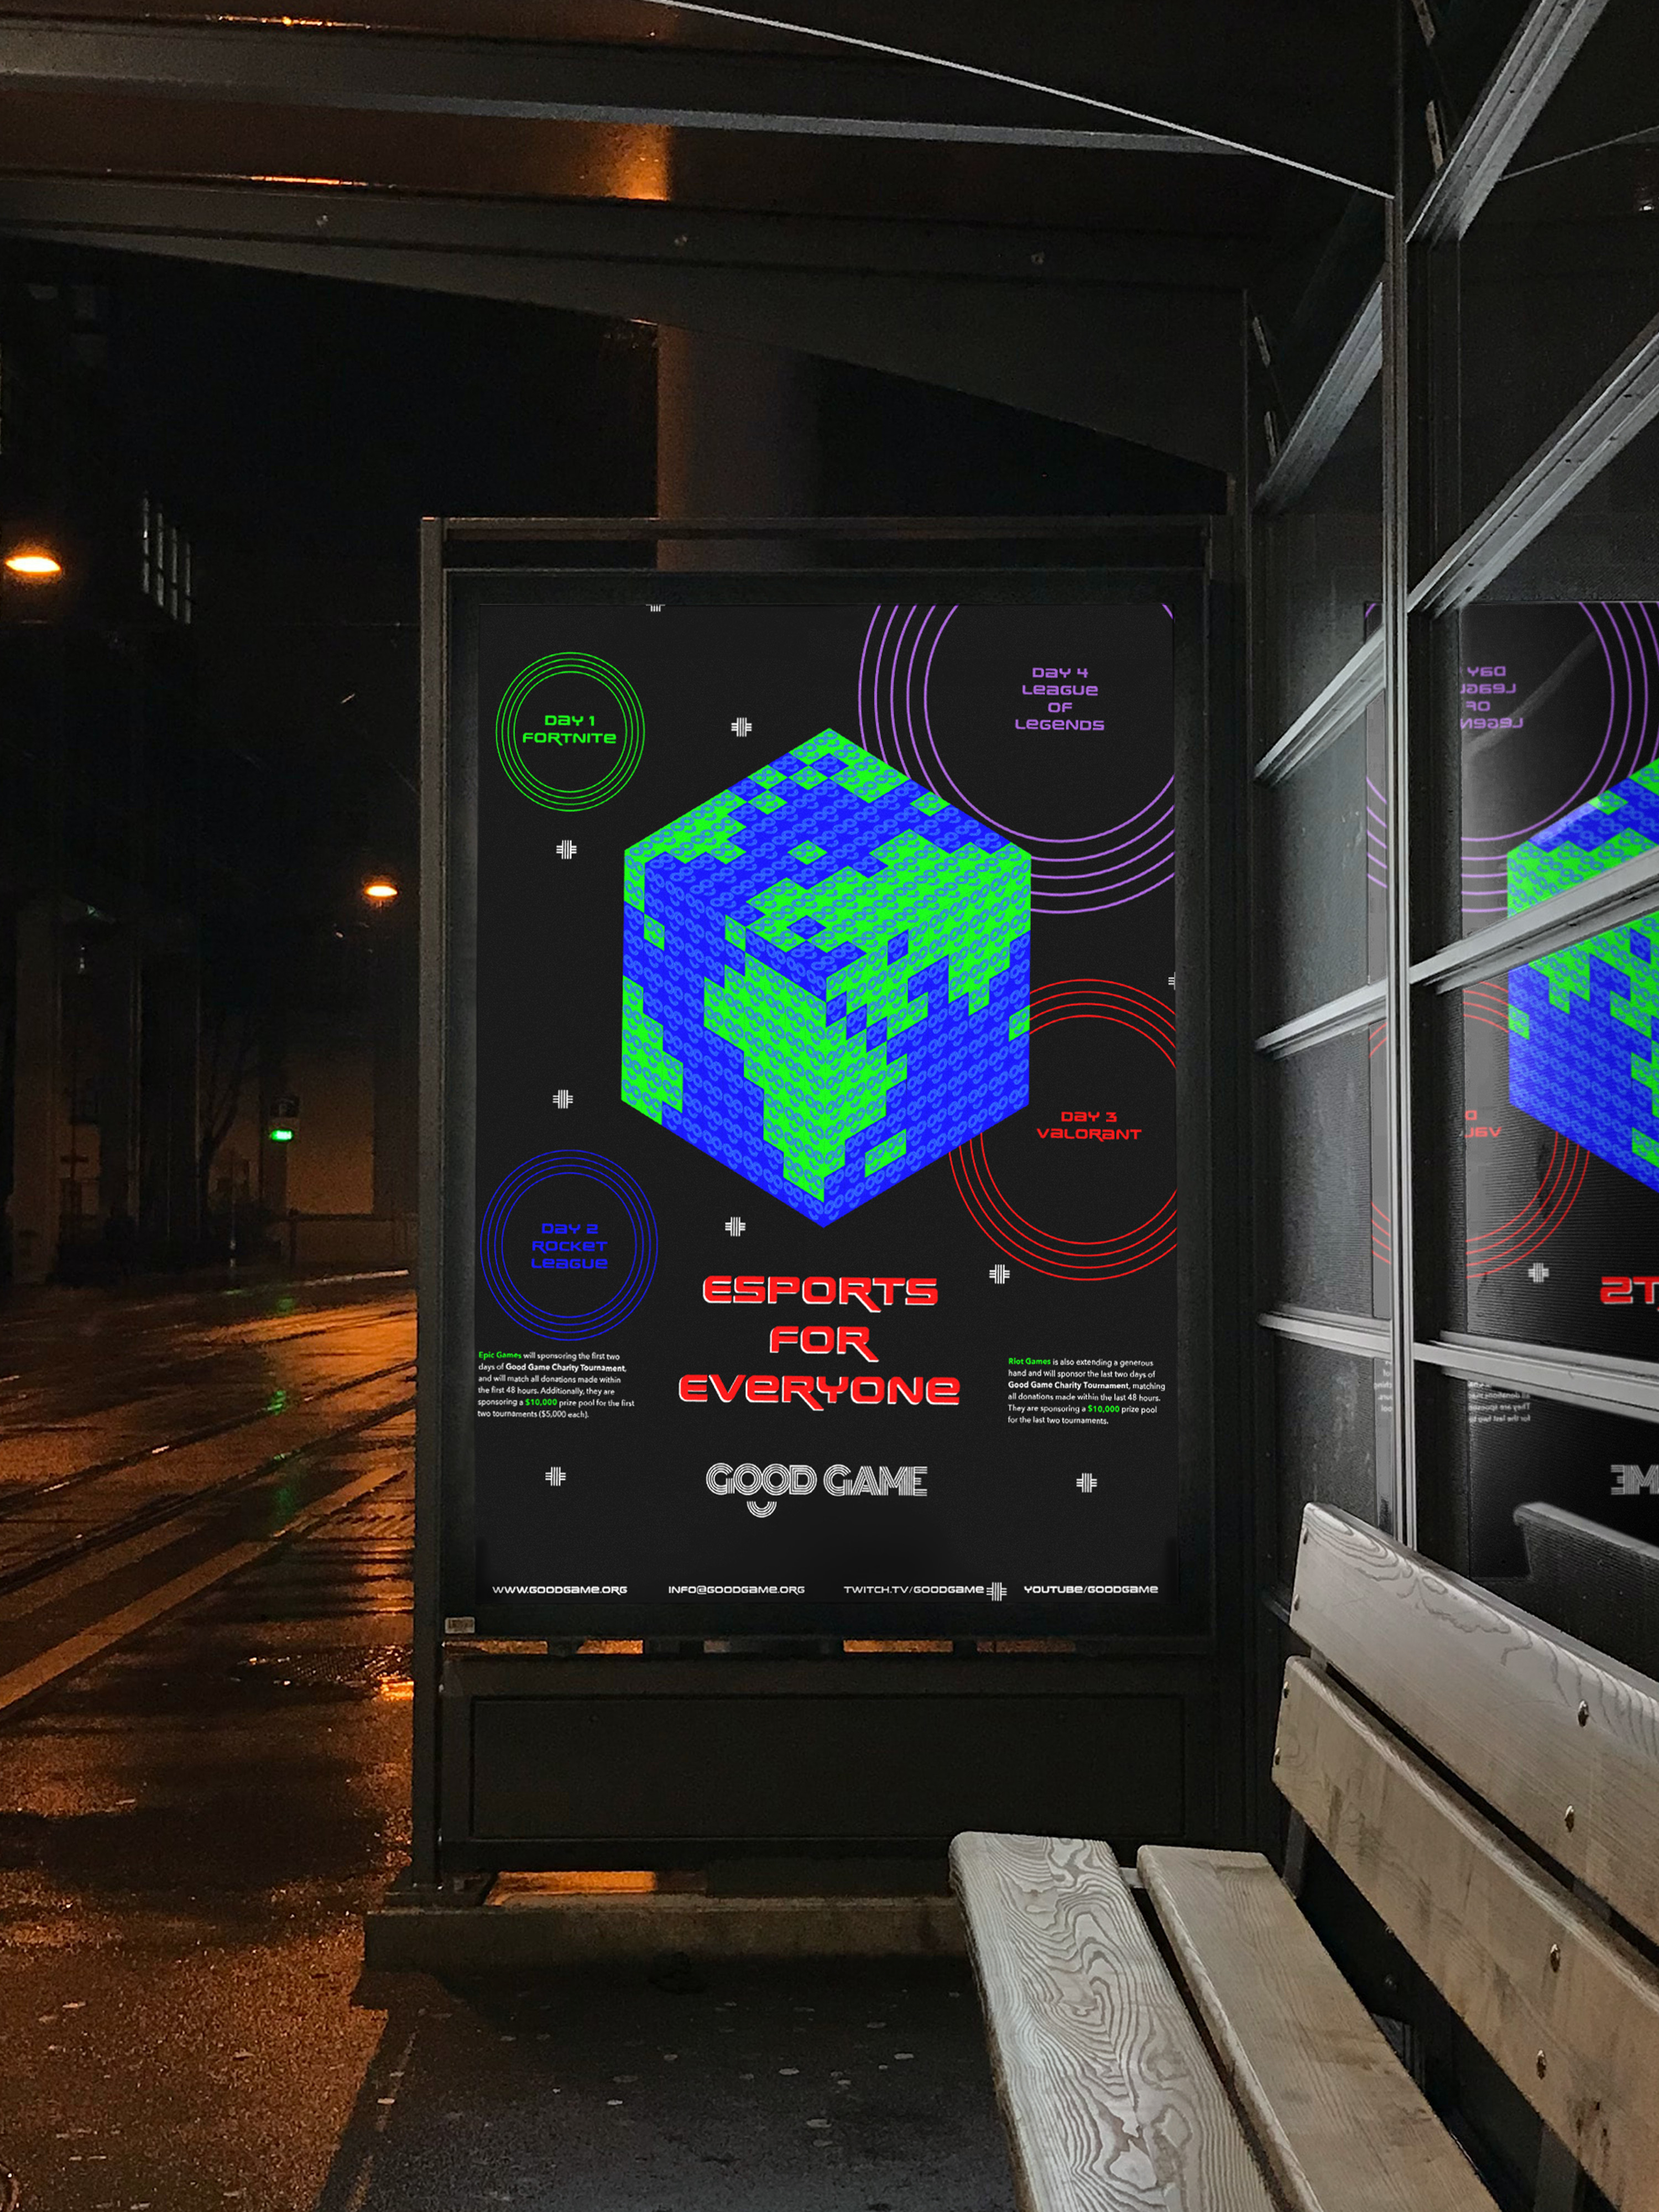 Day 1
FORTNITE
Day 4
League
OF
Legends
Day 3
Valorant
Day 2
Rocket
League
ESPORTS
FOR
EVERYONE
Epic Games will sponsoring the first two
days of Good Game Charity Tournament,
and will match all donations made within
the first 48 hours. Additionally, they are
sponsoring a $10,000 prize pool for the first
two tournaments ($5,000 each).
Riot Games is also extending a generous
hand and will sponsor the last two days of
Good Game Charity Tournament, matching
all donations made within the last 48 hours.
They are sponsoring a $10,000 prize pool
for the last two tournaments.
GOOD GAME
WWW.GOODGAME.ORG INFO@GOODGAME.ORG TWITCH.TV/GOODGAME YOUTUBE/GOODGAME